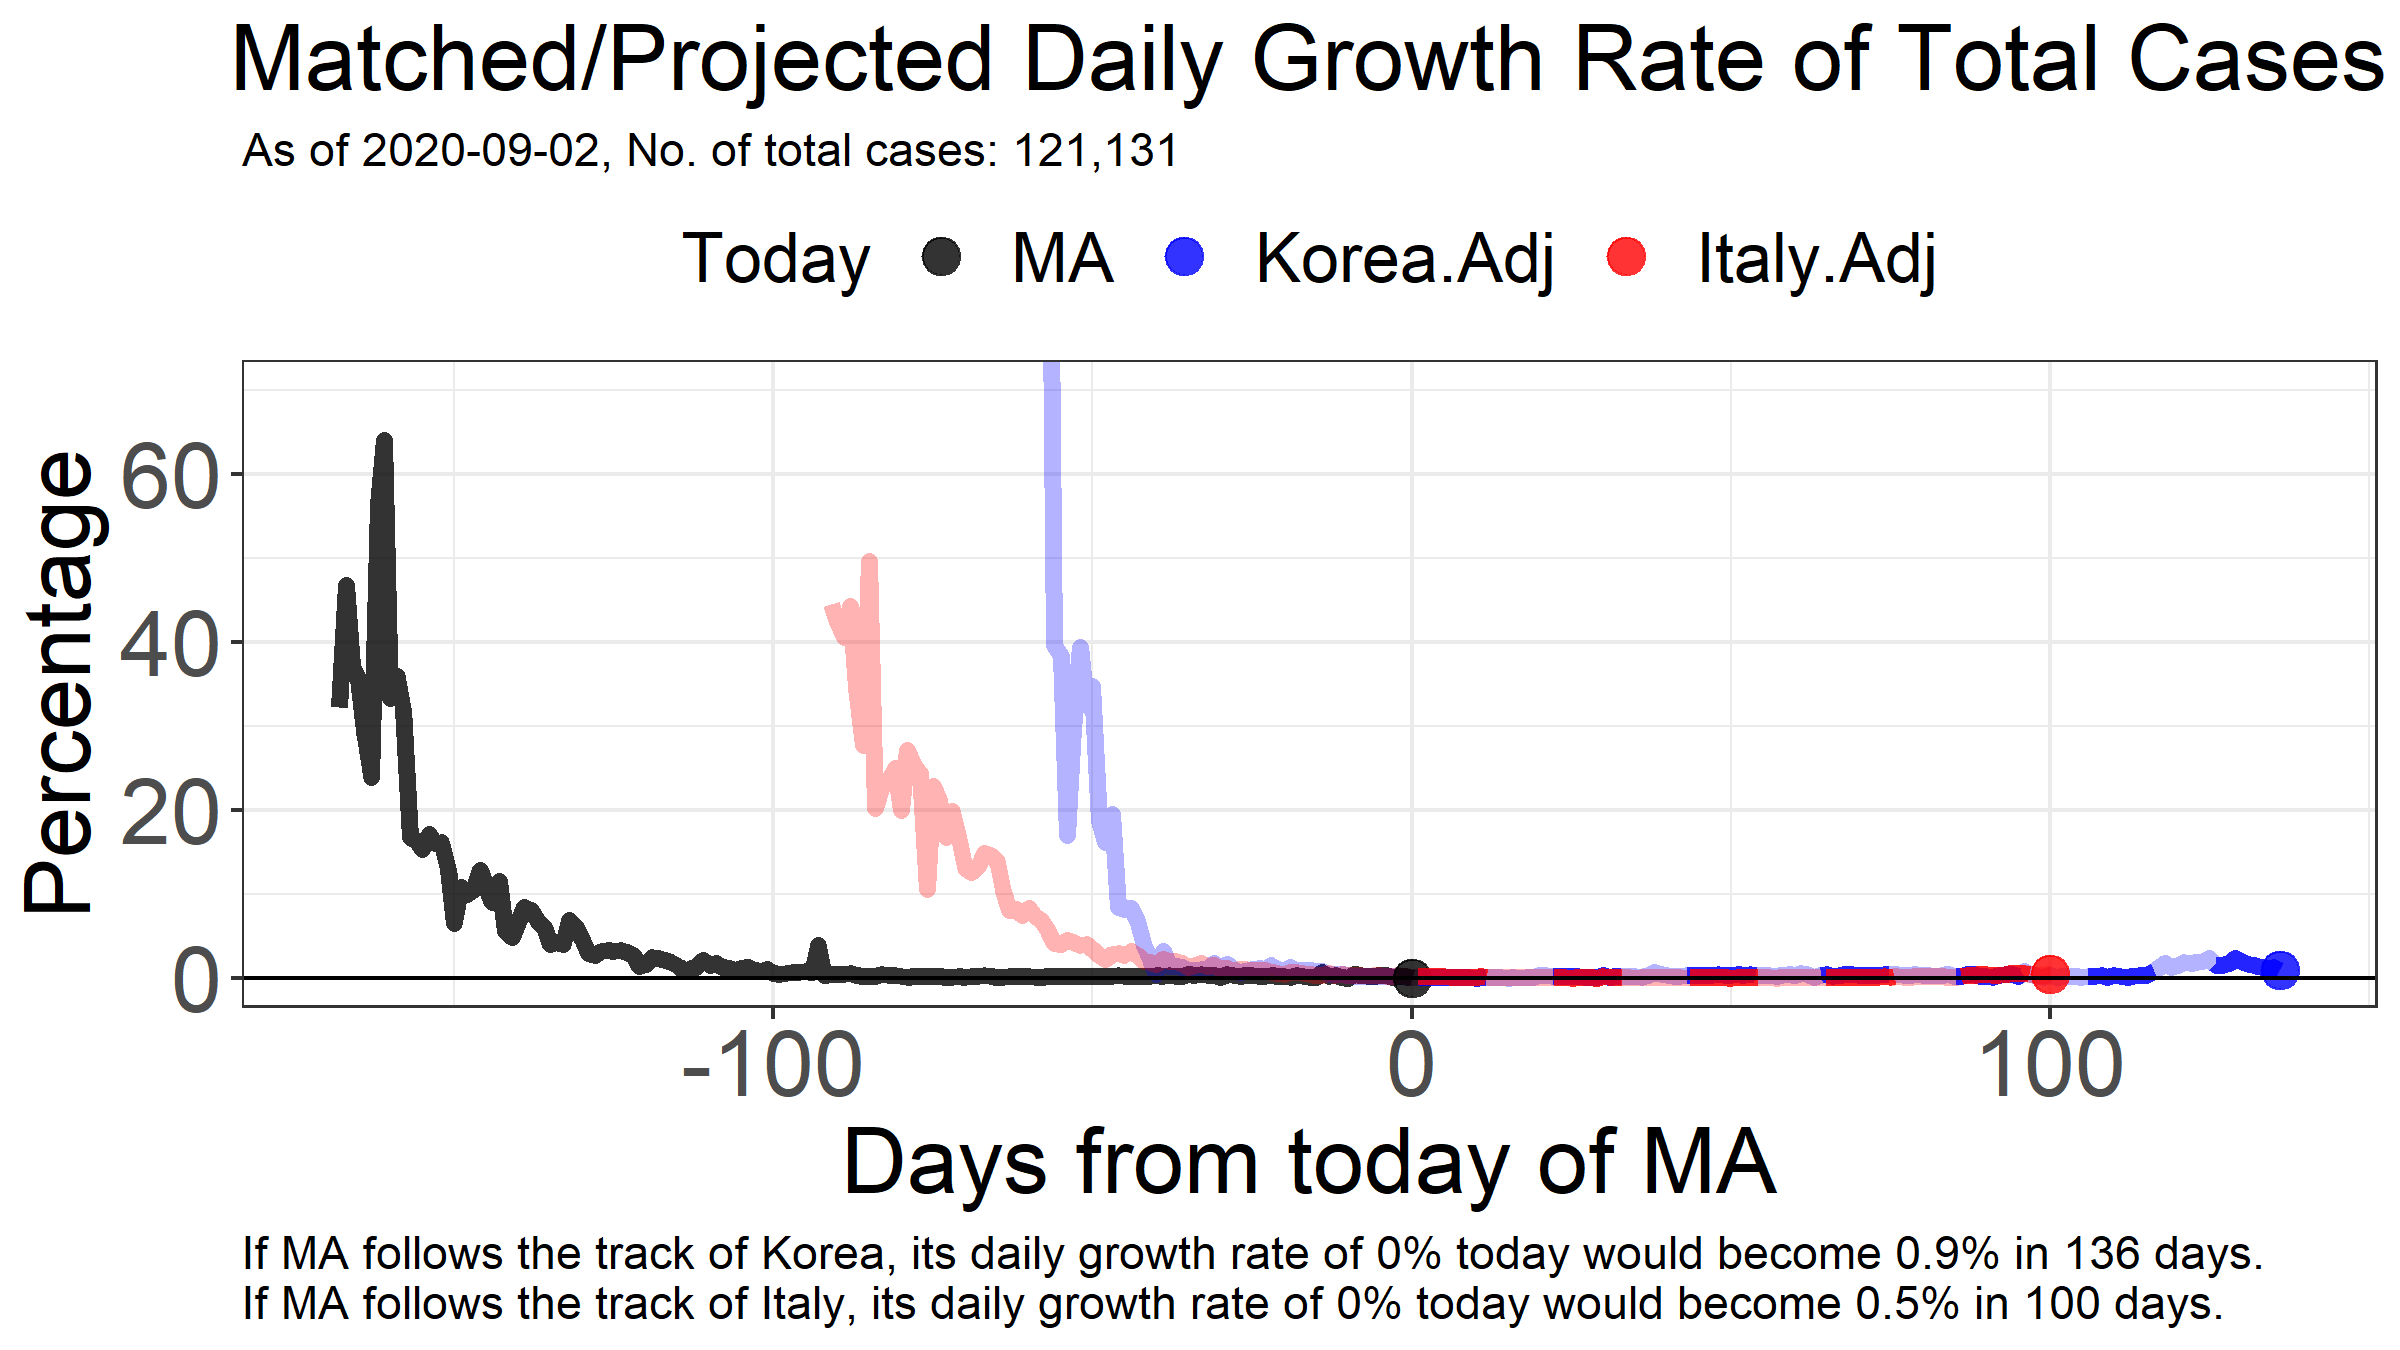 Matched/Projected Daily Growth Rate of Total Cases
As of 2020-09-02, No. of total cases: 121,131
Today MA Korea.Adj Italy.Adj
Percentage
60
40
20
0
-100 0 100
Days from today of MA
If MA follows the track of Korea, its daily growth rate of 0% today would become 0.9% in 136 days.
If MA follows the track of Italy, its daily growth rate of 0% today would become 0.5% in 100 days.